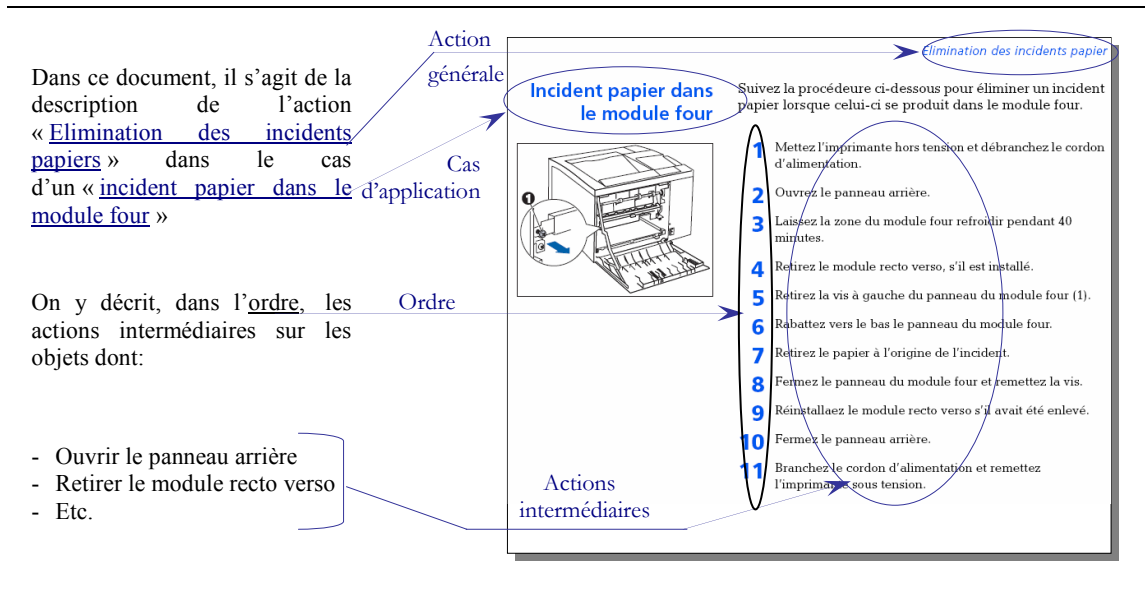 Dans ce document, il s’agit de la
description de l’action
« Elimination des incidents
papiers » dans le cas
d’un « incident papier dans le
module four »
On y décrit, dans l’ordre, les
actions intermédiaires sur les
objets dont:
- Ouvrir le panneau arrière
- Retirer le module recto verso
- Etc.
Action
générale
Cas
d’application
Ordre
Actions
intermédiaires
Elimination des incidents papier
Incident papier dans
le module four
1
Suivez la procédeure ci-dessous pour éliminer un incident
papier lorsque celui-ci se produit dans le module four.
1 Mettez l’imprimante hors tension et débranchez le cordon
d’alimentation.
2 Ouvrez le panneau arrière.
3 Laissez la zone du module four refroidir pendant 40
minutes.
4 Retirez le module recto verso, s’il est installé.
5 Retirez la vis à gauche du panneau du module four (1).
6 Rabattez vers le bas le panneau du module four.
7 Retirez le papier à l’origine de l’incident.
8 Fermez le panneau du module four et remettez la vis.
9 Réinstallaez le module recto verso s’il avait été enlevé.
10 Fermez le panneau arrière.
11 Branchez le cordon d’alimentation et remettez
l’imprimante sous tension.